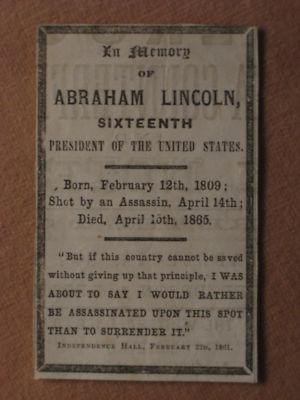 In Memory
OF
ABRAHAM LINCOLN,
SIXTEENTH
PRESIDENT OF THE UNITED STATES.
Born, February 12th, 1809;
Shot by an Assassin, April 14th;
Died, April 15th, 1865.
"But if this country cannot be saved
without giving up that principle, I WAS
ABOUT TO SAY I WOULD RATHER
BE ASSASSINATED UPON THIS SPOT
THAN TO SURRENDER IT."
INDEPENDENCE HALL, FEBRUARY 22D, 1861.